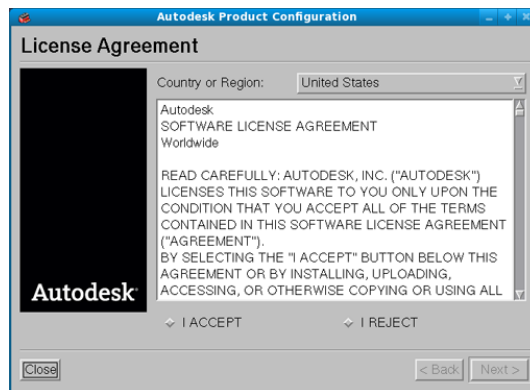 Autodesk Product Configuration
License Agreement
Country or Region: United States
Autodesk
SOFTWARE LICENSE AGREEMENT
Worldwide
READ CAREFULLY: AUTODESK, INC. ("AUTODESK")
LICENSES THIS SOFTWARE TO YOU ONLY UPON THE
CONDITION THAT YOU ACCEPT ALL OF THE TERMS
CONTAINED IN THIS SOFTWARE LICENSE AGREEMENT
("AGREEMENT").
BY SELECTING THE "I ACCEPT" BUTTON BELOW THIS
AGREEMENT OR BY INSTALLING, UPLOADING,
ACCESSING, OR OTHERWISE COPYING OR USING ALL
Autodesk
I ACCEPT I REJECT
Close < Back Next >